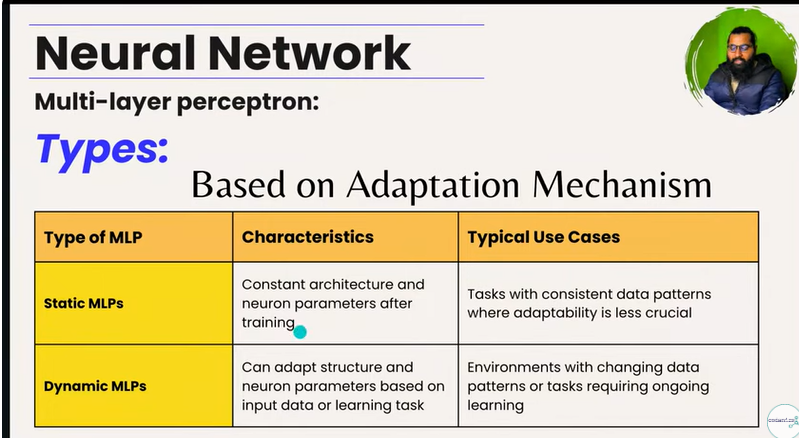 Neural Network
Multi-layer perceptron:
Types:
Based on Adaptation Mechanism
Type of MLP
Characteristics
Typical Use Cases
Static MLPs
Constant architecture and
neuron parameters after
training
Tasks with consistent data patterns
where adaptability is less crucial
Dynamic MLPs
Can adapt structure and
neuron parameters based on
input data or learning task
Environments with changing data
patterns or tasks requiring ongoing
learning